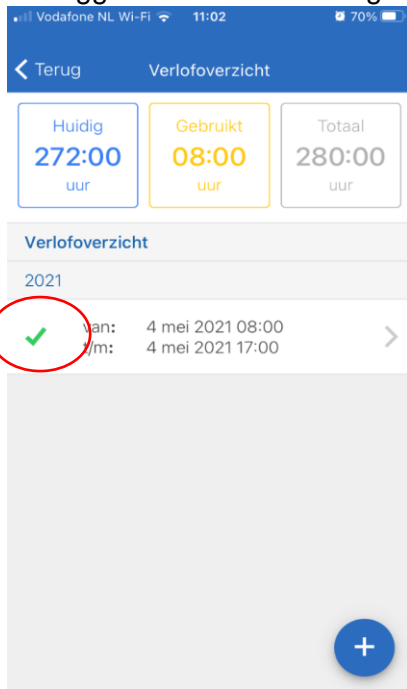 Vodafone NL Wi-Fi 11:02 70%
Terug Verlofoverzicht
Huidig Gebruikt Totaal
272:00 08:00 280:00
uur uur uur
Verlofoverzicht
2021
van: 4 mei 2021 08:00
t/m: 4 mei 2021 17:00
+